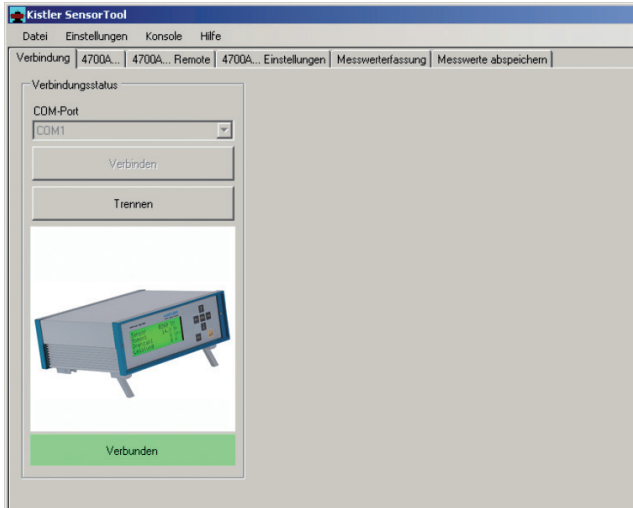 Kistler SensorTool
Datei Einstellungen Konsole Hilfe
Verbindung 4700A... 4700A... Remote 4700A... Einstellungen Messwerterfassung Messwerte abspeichern
Verbindungsstatus
COM-Port
COM1
Verbinden
Trennen
Verbunden